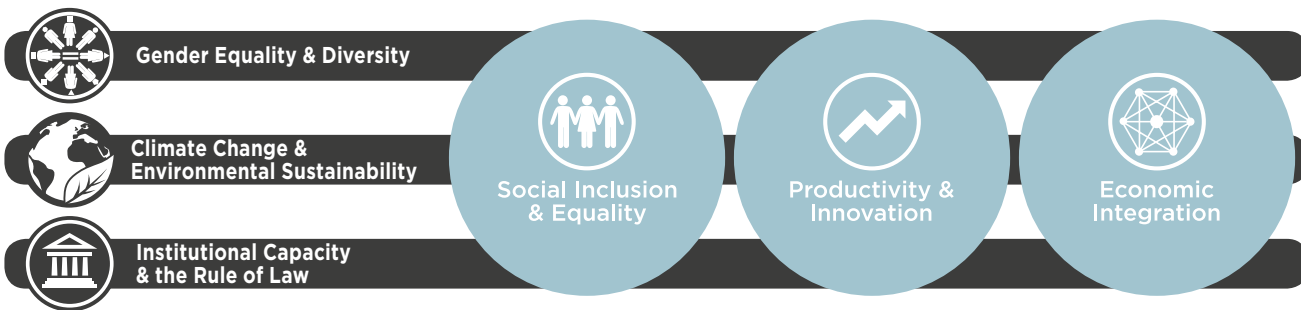 Gender Equality & Diversity
Climate Change &
Environmental Sustainability
Institutional Capacity
& the Rule of Law
Social Inclusion
& Equality
Productivity &
Innovation
Economic
Integration